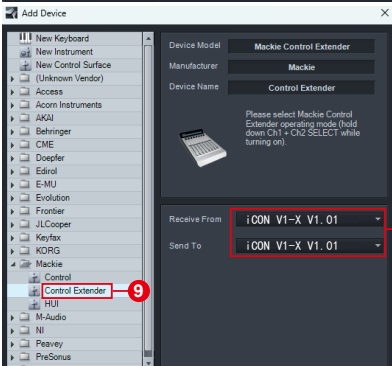 Add Device
New Keyboard
New Instrument
New Control Surface
(Unknown Vendor)
Access
Acorn Instruments
AKAI
Behringer
CME
Doepfer
Edirol
E-MU
Evolution
Frontier
JLCooper
Keyfax
KORG
Mackie
Control
Control Extender
9
HUI
M-Audio
NI
Peavey
PreSonus
Device Model
Mackie Control Extender
Manufacturer
Mackie
Device Name
Control Extender
Please select Mackie Control
Extender operating mode (hold
down Ch1 + Ch2 SELECT while
turning on).
Receive From
iCON V1-X V1.01
Send To
iCON V1-X V1.01